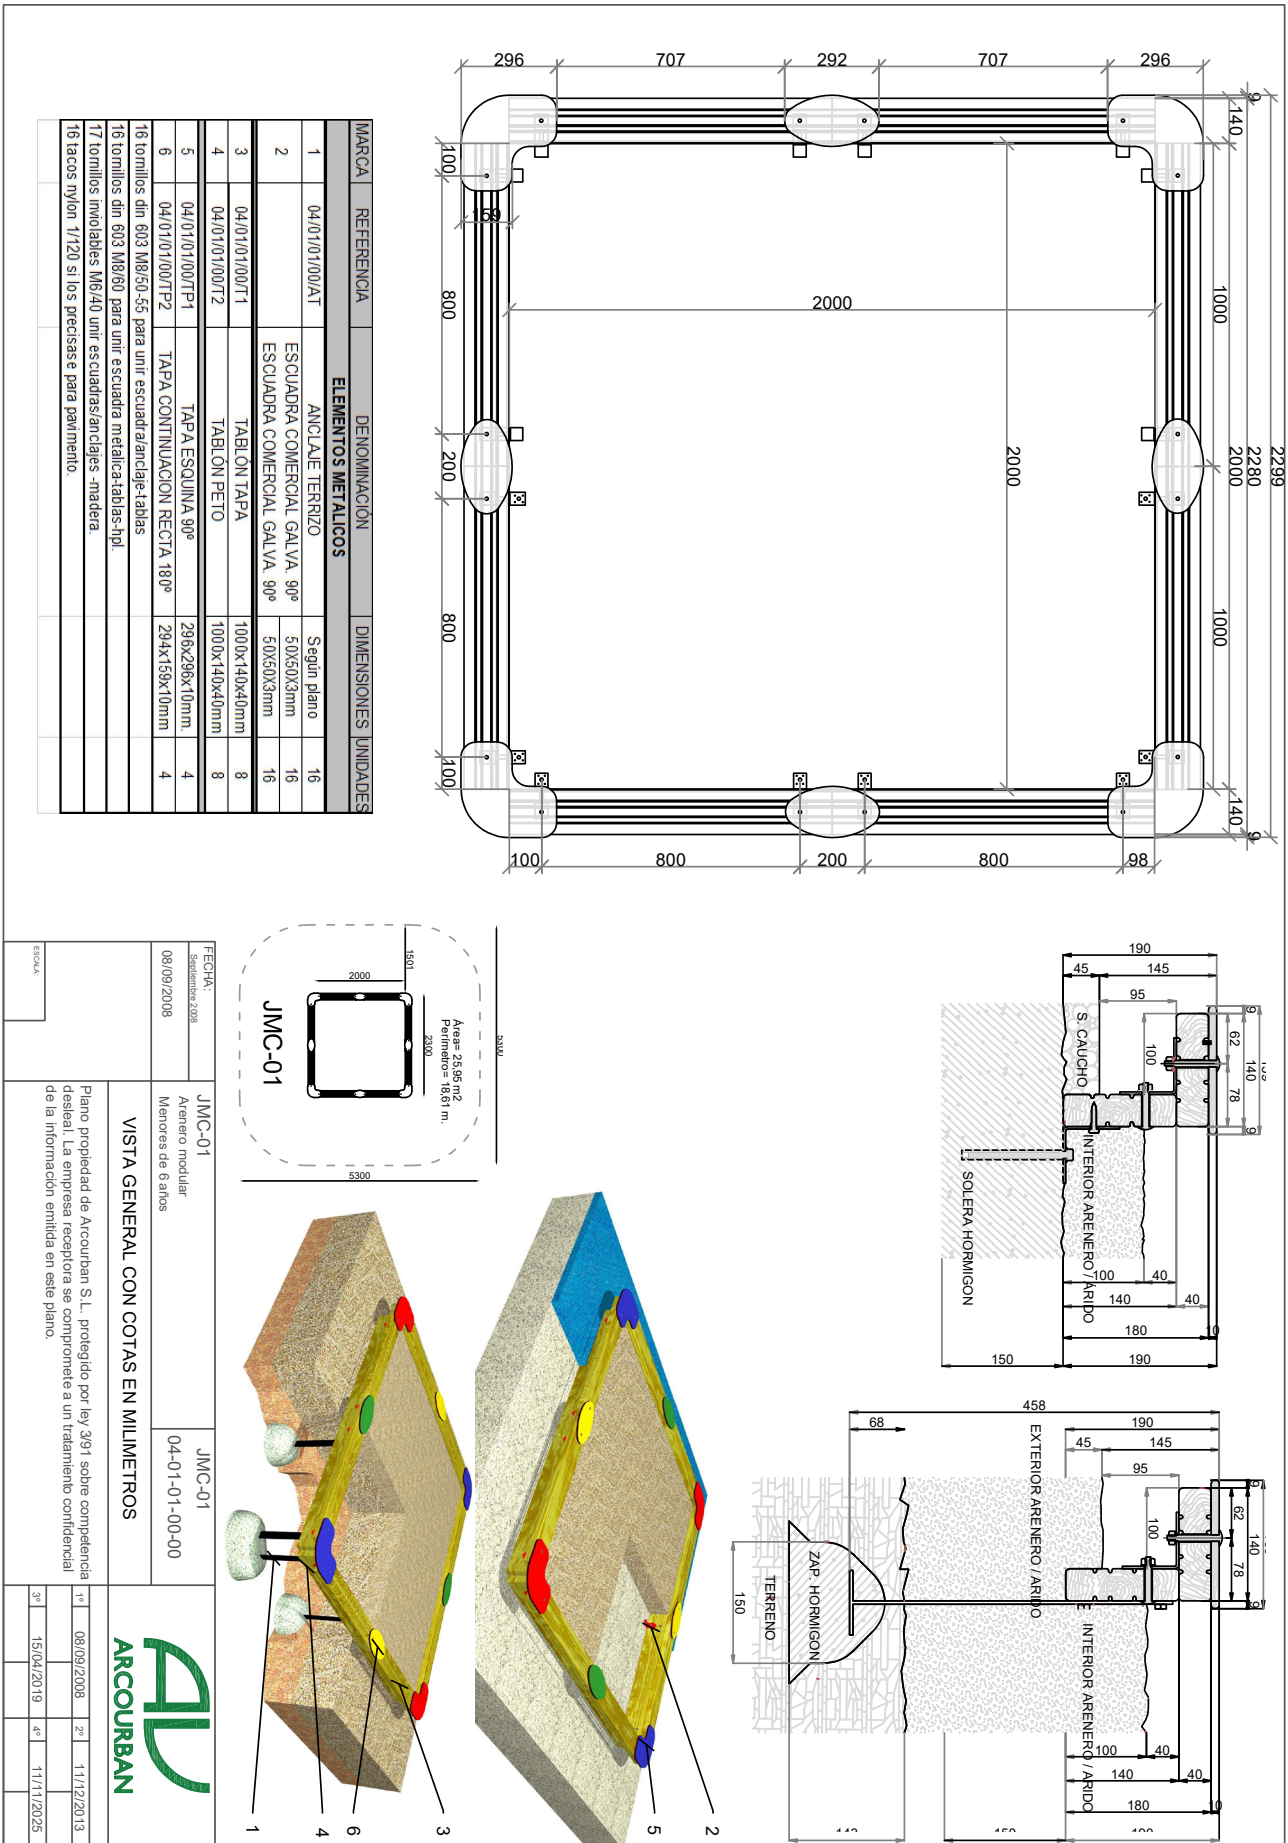 296
707
292
707
296
9
140
1000
2000
2280
2299
1000
140
9
2000
2000
100
159
800
200
800
100
100
800
200
800
98
MARCA REFERENCIA DENOMINACIÓN DIMENSIONES UNIDADES
ELEMENTOS METALICOS
1 04/01/01/00/AT ANCLAJE TERRIZO Según plano 16
2 ESCUADRA COMERCIAL GALVA. 90º 50X50X3mm 16
ESCUADRA COMERCIAL GALVA. 90º 50X50X3mm 16
3 04/01/01/00/T1 TABLÓN TAPA 1000x140x40mm 8
4 04/01/01/00/T2 TABLÓN PETO 1000x140x40mm 8
5 04/01/01/00/TP1 TAPA ESQUINA 90º 296x296x10mm. 4
6 04/01/01/00/TP2 TAPA CONTINUACION RECTA 180º 294x159x10mm 4
16 tornillos din 603 M8/50-55 para unir escuadra/anclaje-tablas
16 tornillos din 603 M8/60 para unir escuadra metalica-tablas-hpl.
17 tornillos inviolables M6/40 unir escuadras/anclajes -madera.
16 tacos nylon 1/120 si los precisase para pavimento.
190
45
145
95
9
62
140
78
9
100
S. CAUCHO
INTERIOR ARENERO / ÁRIDO
SOLERA HORMIGON
100
40
140
40
180
10
150
190
458
68
190
45
145
95
9
62
140
78
9
100
EXTERIOR ARENERO / ARIDO
INTERIOR ARENERO / ARIDO
ZAP. HORMIGON
TERRENO
150
100
40
140
40
180
10
150
190
5300
Área= 25,95 m2
Perímetro= 18,61 m.
2300
1501
2000
JMC-01
5300
2
5
3
6
4
1
FECHA:
Septiembre 2008
08/09/2008
ESCALA:
JMC-01
Arenero modular
Menores de 6 años
JMC-01
04-01-01-00-00
VISTA GENERAL CON COTAS EN MILIMETROS
Plano propiedad de Arcourban S.L. protegido por ley 3/91 sobre competencia
desleal. La empresa receptora se compromete a un tratamiento confidencial
de la información emitida en este plano.
AU
ARCOURBAN
1º 08/09/2008 2º 11/12/2013
3º 15/04/2019 4º 11/11/2025